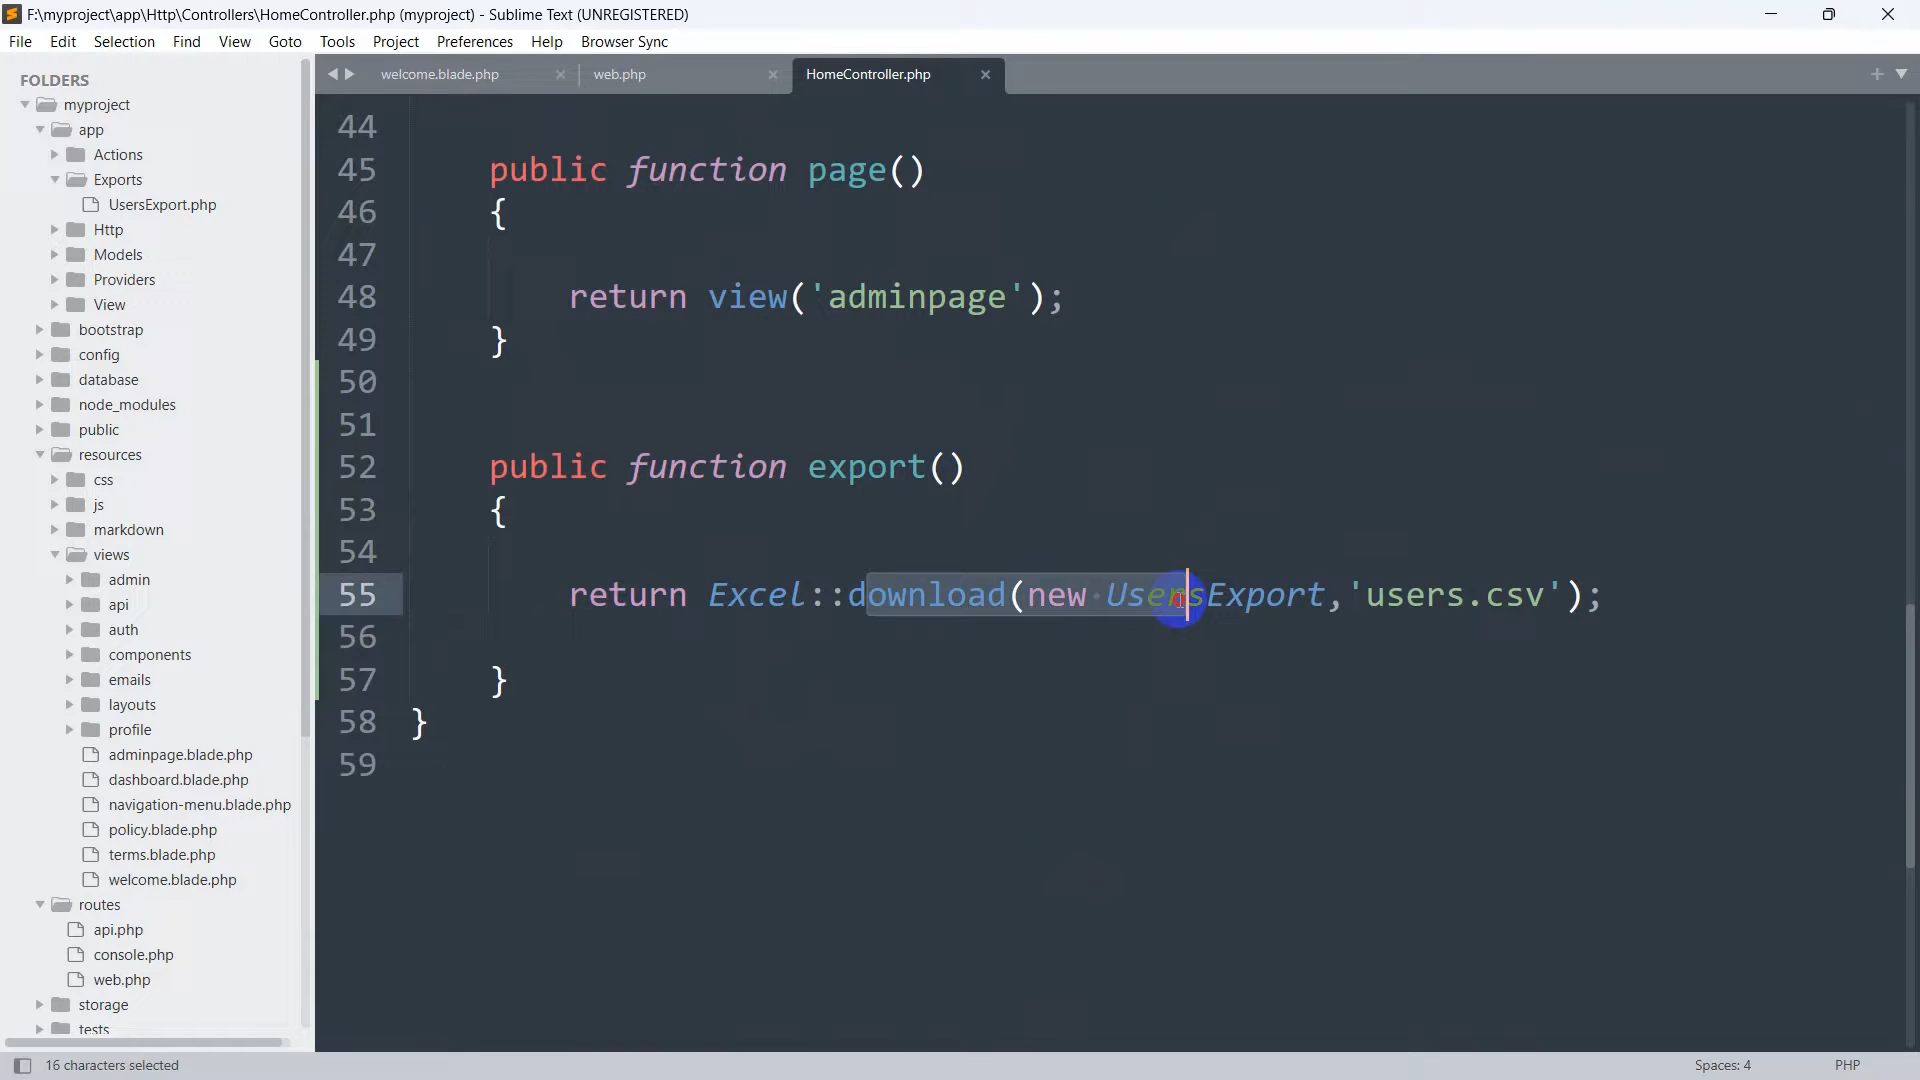 F:\myproject\app\Http\Controllers\HomeController.php (myproject) - Sublime Text (UNREGISTERED)
File Edit Selection Find View Goto Tools Project Preferences Help Browser Sync
FOLDERS
myproject
app
Actions
Exports
UsersExport.php
Http
Models
Providers
View
bootstrap
config
database
node_modules
public
resources
css
js
markdown
views
admin
api
auth
components
emails
layouts
profile
adminpage.blade.php
dashboard.blade.php
navigation-menu.blade.php
policy.blade.php
terms.blade.php
welcome.blade.php
routes
api.php
console.php
web.php
storage
tests
welcome.blade.php web.php HomeController.php
44
45 public function page()
46 {
47
48 return view('adminpage');
49 }
50
51
52 public function export()
53 {
54
55 return Excel::download(new UsersExport,'users.csv');
56
57 }
58 }
59
16 characters selected Spaces: 4 PHP